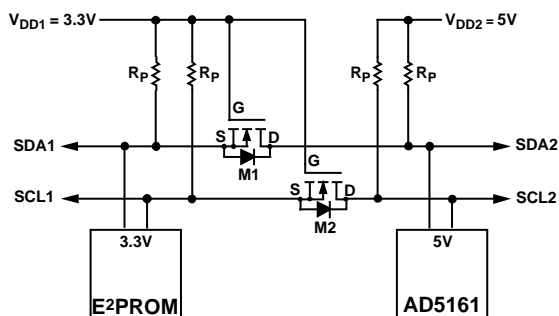 VDD1 = 3.3V VDD2 = 5V
RP RP RP RP
G
SDA1 S D SDA2
M1 G
SCL1 S D SCL2
M2
3.3V 5V
E²PROM AD5161